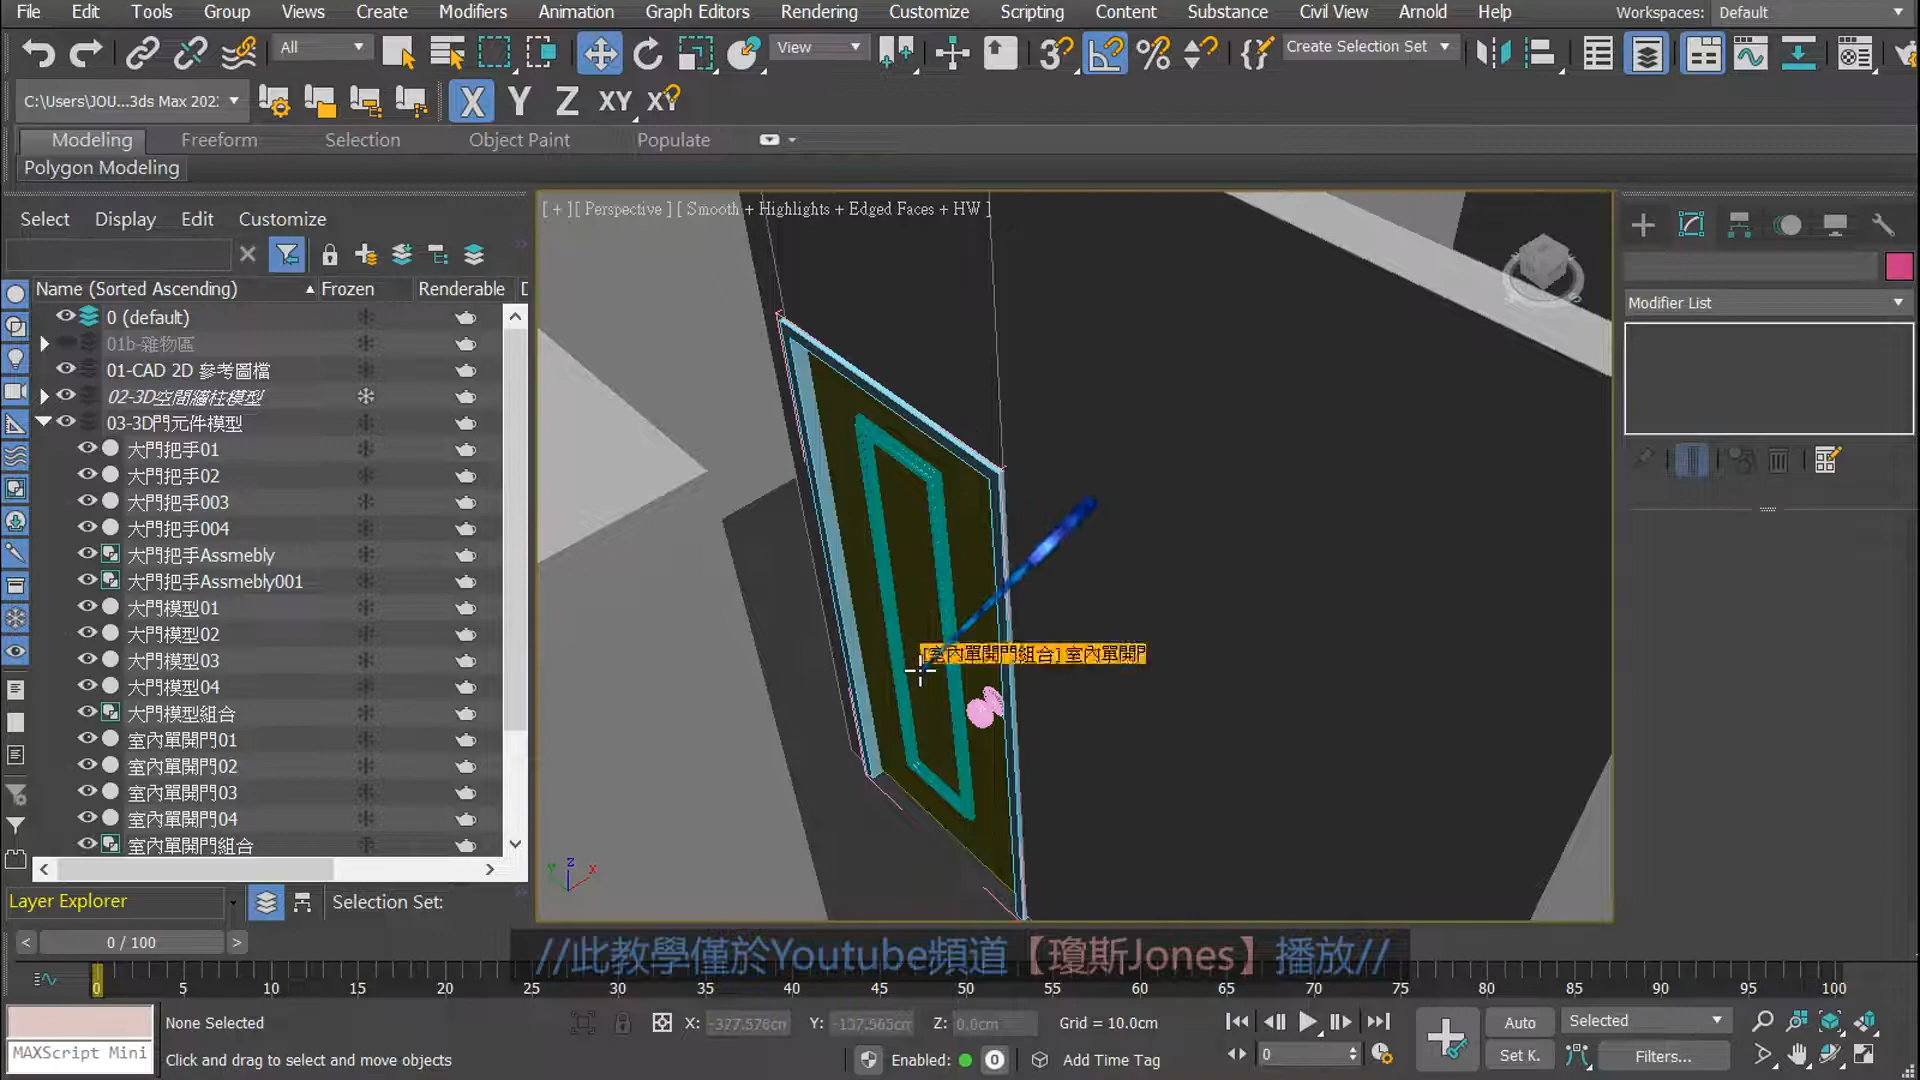 File Edit Tools Group Views Create Modifiers Animation Graph Editors Rendering Customize Scripting Content Substance Civil View Arnold Help Workspaces: Default
All View Create Selection Set
C:\Users\JOU...3ds Max 202 X Y Z XY XY
Modeling Freeform Selection Object Paint Populate
Polygon Modeling
Select Display Edit Customize
[ + ][ Perspective ] [ Smooth + Highlights + Edged Faces + HW ]
Name (Sorted Ascending) Frozen Renderable
Modifier List
0 (default)
01b-雜物區
01-CAD 2D 參考圖檔
02-3D空間牆柱模型
03-3D門元件模型
大門把手01
大門把手02
大門把手003
大門把手004
大門把手Assmebly
大門把手Assmebly001
大門模型01
大門模型02
大門模型03
大門模型04
大門模型組合
室內單開門01
室內單開門02
室內單開門03
室內單開門04
室內單開門組合
[室內單開門組合] 室內單開門
Z Y X
Layer Explorer Selection Set:
0 / 100
//此教學僅於Youtube頻道【瓊斯Jones】播放//
0 5 10 15 20 25 30 35 40 45 50 55 60 65 70 75 80 85 90 95 100
None Selected X: -377.576cm Y: -137.565cm Z: 0.0cm Grid = 10.0cm Auto Selected
MAXScript Mini Click and drag to select and move objects Enabled: 0 Add Time Tag 0 Set K. Filters...